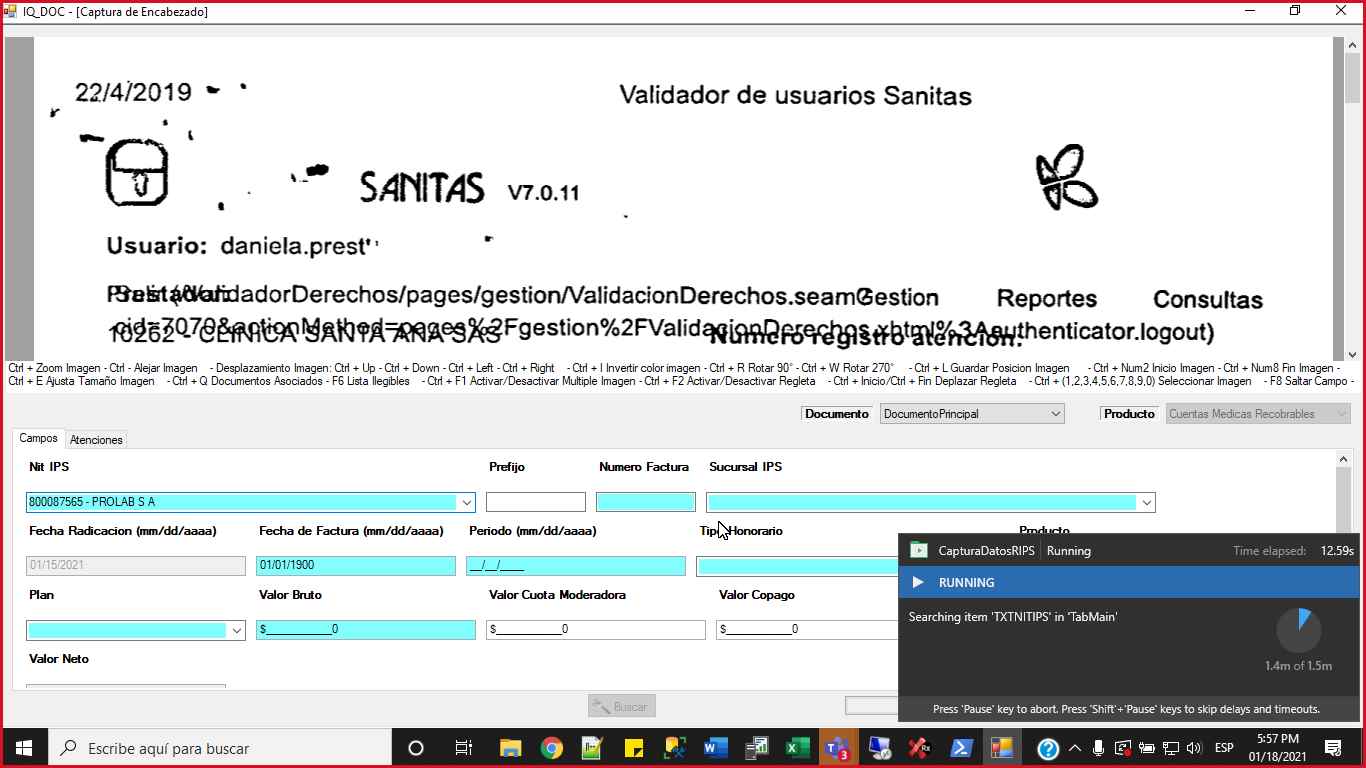 IQ_DOC - [Captura de Encabezado]
22/4/2019
Validador de usuarios Sanitas
SANITAS V7.0.11
Usuario: daniela.prest
(/ValidadorDerechos/pages/gestion/ValidacionDerechos.seam?
Gestion Reportes Consultas
cid=7070&actionMethod=pages%2Fgestion%2FValidacionDerechos.xhtml%3Aauthenticator.logout)
10262 - CLINICA SANTA ANA SAS Numero registro atencion:
Ctrl + Zoom Imagen - Ctrl - Alejar Imagen - Desplazamiento Imagen: Ctrl + Up - Ctrl + Down - Ctrl + Left - Ctrl + Right - Ctrl + I Invertir color imagen - Ctrl + R Rotar 90° - Ctrl + W Rotar 270° - Ctrl + L Guardar Posicion Imagen - Ctrl + Num2 Inicio Imagen - Ctrl + Num8 Fin Imagen -
Ctrl + E Ajusta Tamaño Imagen - Ctrl + Q Documentos Asociados - F6 Lista Ilegibles - Ctrl + F1 Activar/Desactivar Multiple Imagen - Ctrl + F2 Activar/Desactivar Regleta - Ctrl + Inicio/Ctrl + Fin Deplazar Regleta - Ctrl + (1,2,3,4,5,6,7,8,9,0) Seleccionar Imagen - F8 Saltar Campo -
Documento DocumentoPrincipal Producto Cuentas Medicas Recobrables
Campos Atenciones
Nit IPS Prefijo Numero Factura Sucursal IPS
800087565 - PROLAB S A
Fecha Radicacion (mm/dd/aaaa) Fecha de Factura (mm/dd/aaaa) Periodo (mm/dd/aaaa) Tipo Honorario Producto
01/15/2021 01/01/1900 __/__/____
Plan Valor Bruto Valor Cuota Moderadora Valor Copago
$___________0 $___________0 $___________0
Valor Neto
Buscar
CapturaDatosRIPS Running Time elapsed: 12.59s
RUNNING
Searching item 'TXTNITIPS' in 'TabMain'
1.4m of 1.5m
Press 'Pause' key to abort. Press 'Shift'+'Pause' keys to skip delays and timeouts.
Escribe aquí para buscar
3
Rx
ESP
5:57 PM
01/18/2021